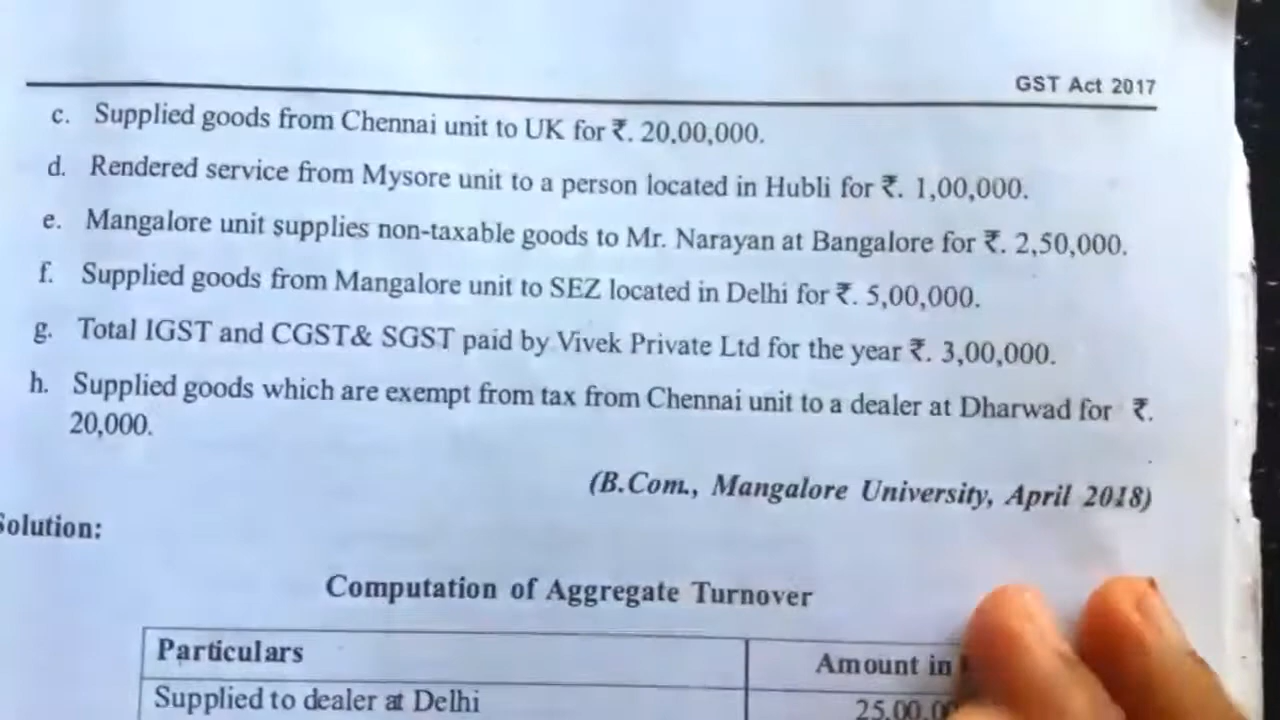 GST Act 2017
c. Supplied goods from Chennai unit to UK for ₹. 20,00,000.
d. Rendered service from Mysore unit to a person located in Hubli for ₹. 1,00,000.
e. Mangalore unit supplies non-taxable goods to Mr. Narayan at Bangalore for ₹. 2,50,000.
f. Supplied goods from Mangalore unit to SEZ located in Delhi for ₹. 5,00,000.
g. Total IGST and CGST& SGST paid by Vivek Private Ltd for the year ₹. 3,00,000.
h. Supplied goods which are exempt from tax from Chennai unit to a dealer at Dharwad for ₹.
20,000.
(B.Com., Mangalore University, April 2018)
Solution:
Computation of Aggregate Turnover
Particulars Amount in
Supplied to dealer at Delhi